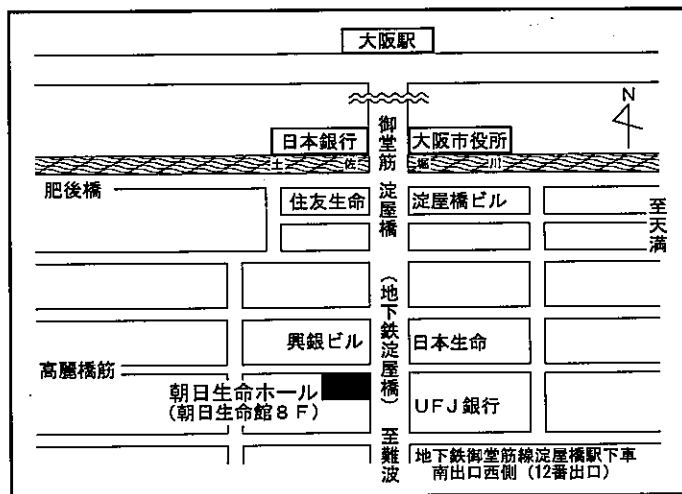 大阪駅
N
御堂筋
日本銀行
大阪市役所
土佐堀川
肥後橋
住友生命
淀屋橋
淀屋橋ビル
至天満
(地下鉄淀屋橋)
興銀ビル
日本生命
高麗橋筋
朝日生命ホール
(朝日生命館8F)
UFJ銀行
至難波
地下鉄御堂筋線淀屋橋駅下車
南出口西側(12番出口)